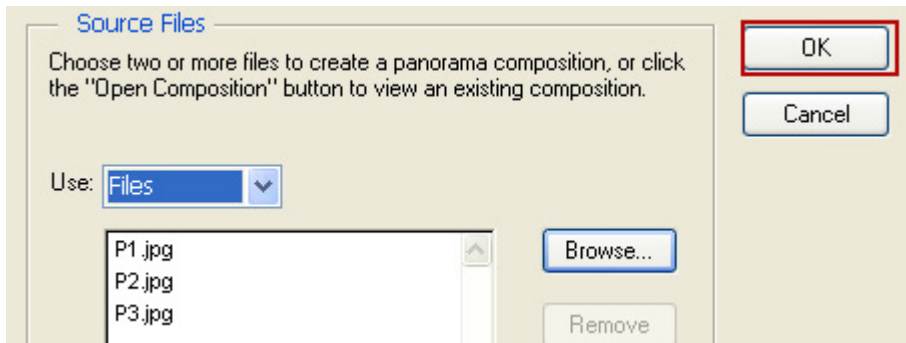 Source Files
OK
Choose two or more files to create a panorama composition, or click
the "Open Composition" button to view an existing composition.
Cancel
Use: Files
P1.jpg
Browse...
P2.jpg
P3.jpg
Remove